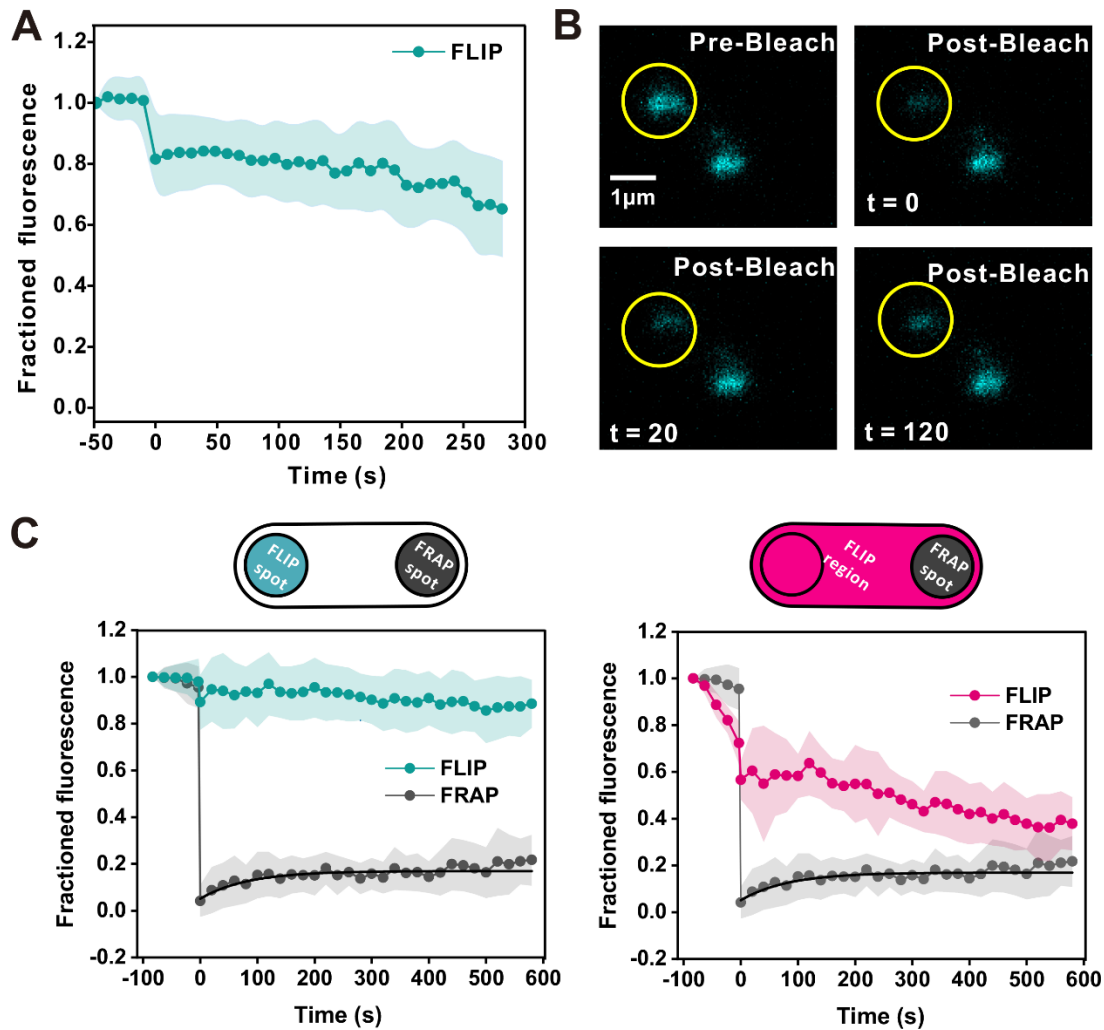 A
FLIP
1.2
1.0
0.8
0.6
0.4
0.2
0.0
Fractioned fluorescence
-50 0 50 100 150 200 250 300
Time (s)
B
Pre-Bleach
1μm
Post-Bleach
t = 0
Post-Bleach
t = 20
Post-Bleach
t = 120
C
FLIP
spot
FRAP
spot
1.2
1.0
0.8
0.6
0.4
0.2
0.0
-0.2
Fractioned fluorescence
FLIP
FRAP
-100 0 100 200 300 400 500 600
Time (s)
FLIP
region
FRAP
spot
1.2
1.0
0.8
0.6
0.4
0.2
0.0
-0.2
Fractioned fluorescence
FLIP
FRAP
-100 0 100 200 300 400 500 600
Time (s)